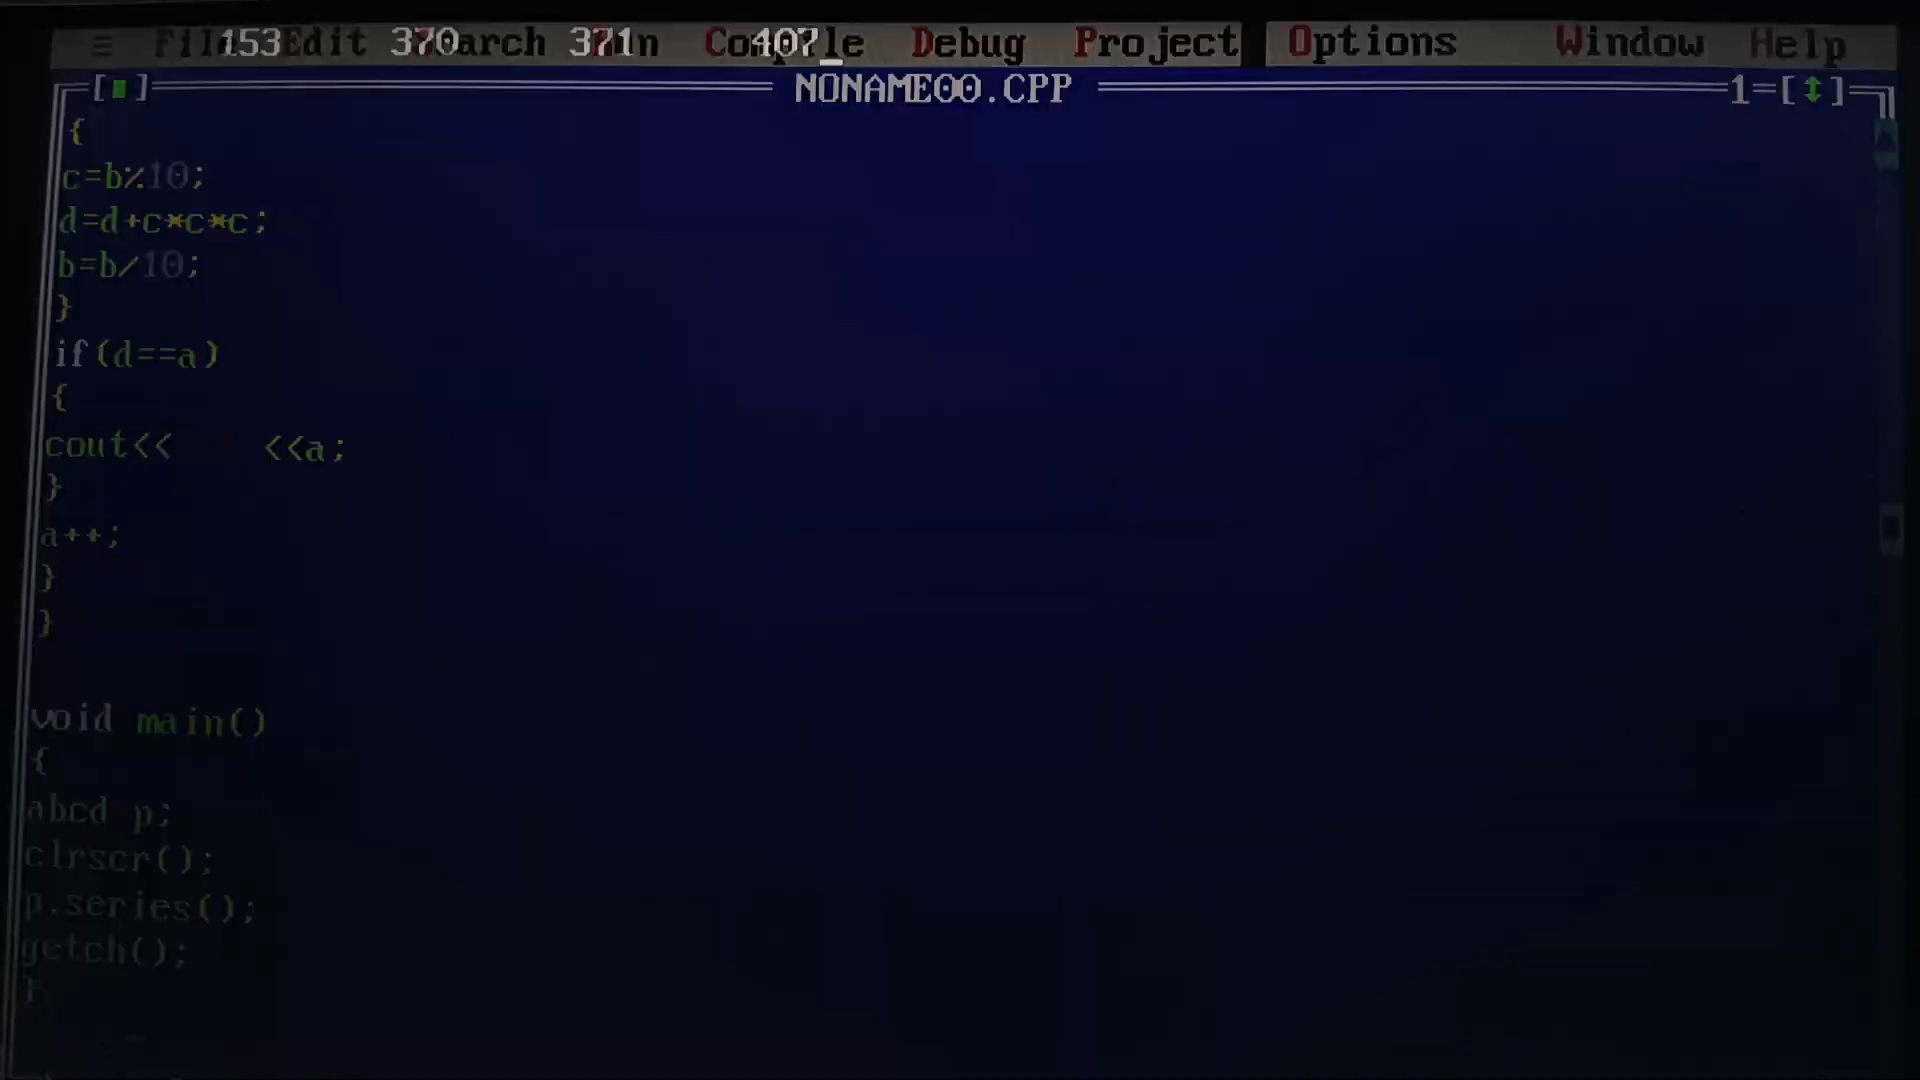 ≡ File Edit Search Run Compile Debug Project Options Window Help
153 370 371 407
[■] NONAME00.CPP 1=[↕]
{
c=b%10;
d=d+c*c*c;
b=b/10;
}
if(d==a)
{
cout<< <<a;
}
a++;
}
}
void main()
{
abcd p;
clrscr();
p.series();
getch();
}